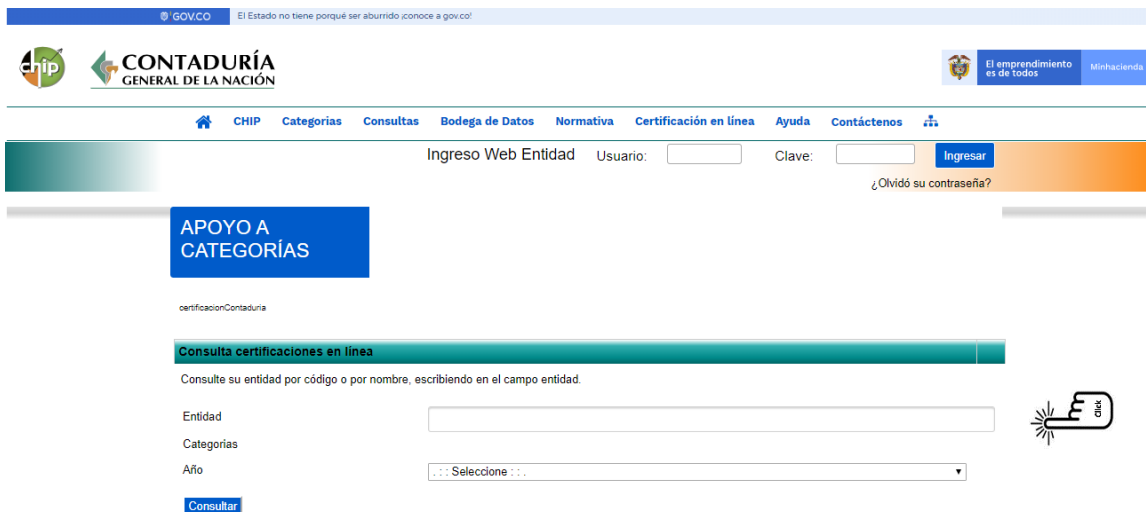 GOV.CO El Estado no tiene porqué ser aburrido ¡conoce a gov.co!
chip CONTADURÍA
GENERAL DE LA NACIÓN
El emprendimiento
es de todos
Minhacienda
CHIP Categorias Consultas Bodega de Datos Normativa Certificación en línea Ayuda Contáctenos
Ingreso Web Entidad Usuario: Clave: Ingresar
¿Olvidó su contraseña?
APOYO A
CATEGORÍAS
certificacionContaduria
Consulta certificaciones en línea
Consulte su entidad por código o por nombre, escribiendo en el campo entidad.
Entidad
click
Categorias
Año . : : Seleccione : : .
Consultar